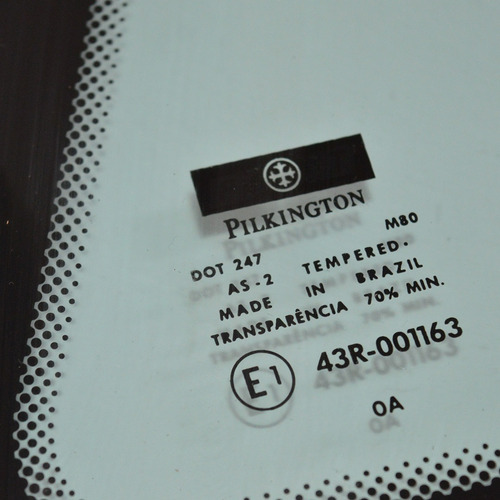 PILKINGTON
M80
DOT 247
AS-2 TEMPERED.
MADE IN BRAZIL
TRANSPARÊNCIA 70% MIN.
E1 43R-001163
0A